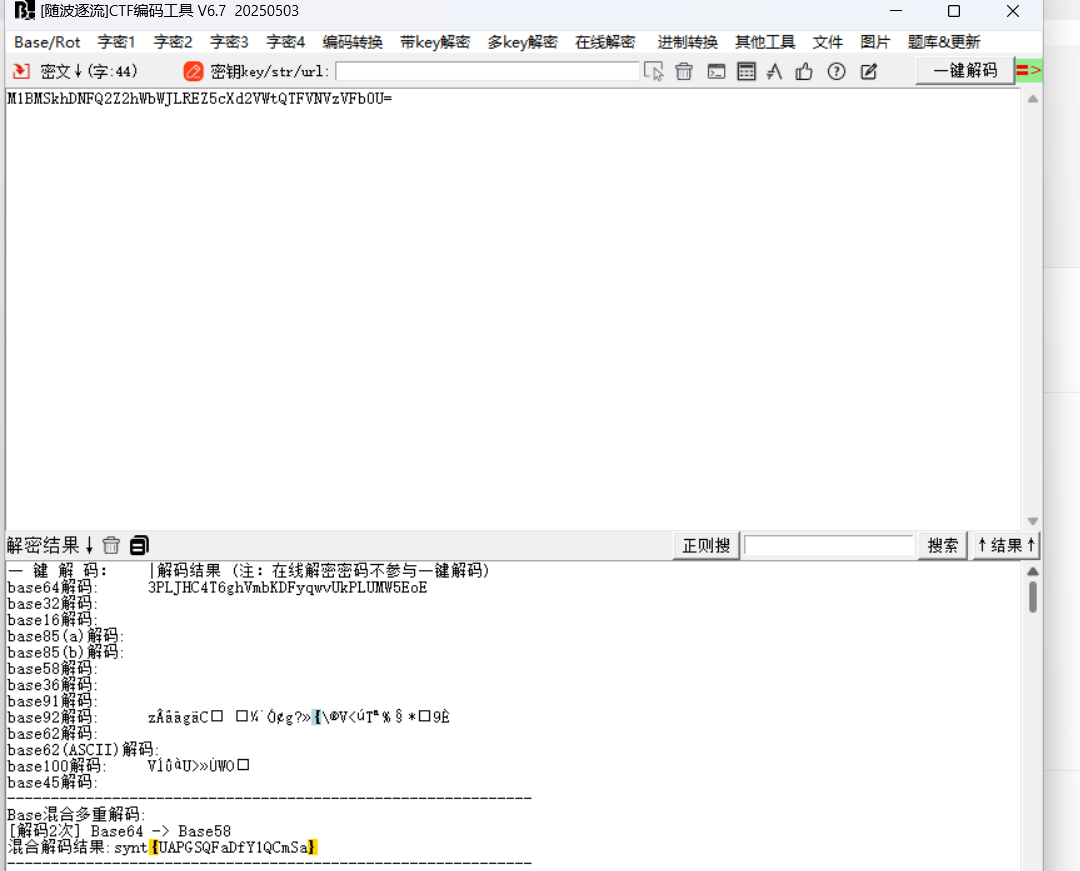 [随波逐流]CTF编码工具 V6.7 20250503
Base/Rot 字密1 字密2 字密3 字密4 编码转换 带key解密 多key解密 在线解密 进制转换 其他工具 文件 图片 题库&更新
密文↓(字:44) 密钥key/str/url: 一键解码 =>
M1BMSkhDNFQ2Z2hWbWJLREZ5cXd2VWtQTFVNVzVFb0U=
解密结果↓ 正则搜 搜索 ↑结果↑
一 键 解 码: |解码结果 (注: 在线解密密码不参与一键解码)
base64解码: 3PLJHC4T6ghVmbKDFyqwvUkPLUMW5EoE
base32解码:
base16解码:
base85(a)解码:
base85(b)解码:
base58解码:
base36解码:
base91解码:
base92解码:
base62解码:
base62(ASCII)解码:
base100解码:
base45解码:
------------------------------------------------------------
Base混合多重解码:
[解码2次] Base64 -> Base58
混合解码结果:synt{UAPGSQFaDfY1QCmSa}
------------------------------------------------------------